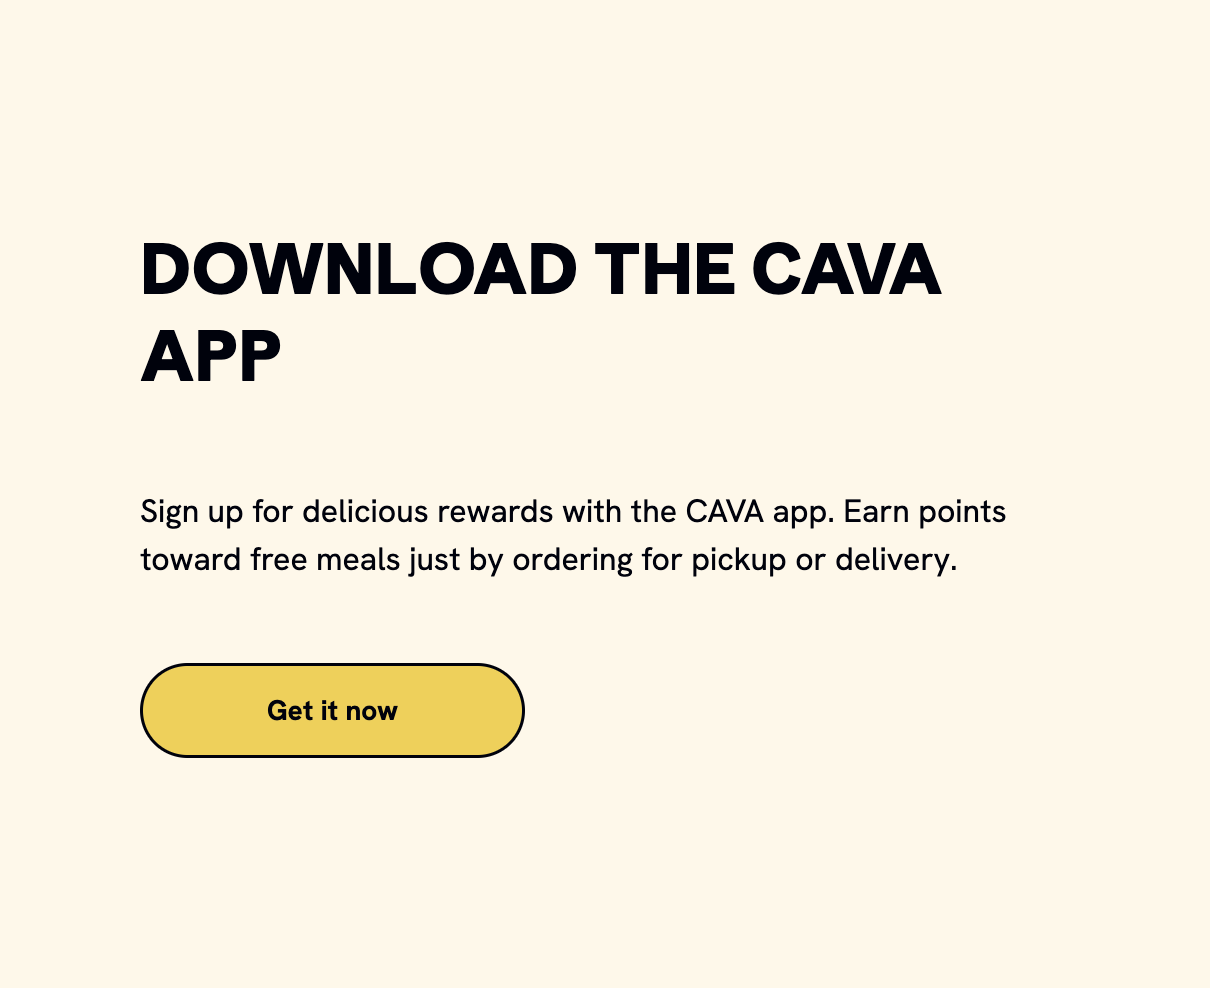 DOWNLOAD THE CAVA
APP
Sign up for delicious rewards with the CAVA app. Earn points
toward free meals just by ordering for pickup or delivery.
Get it now